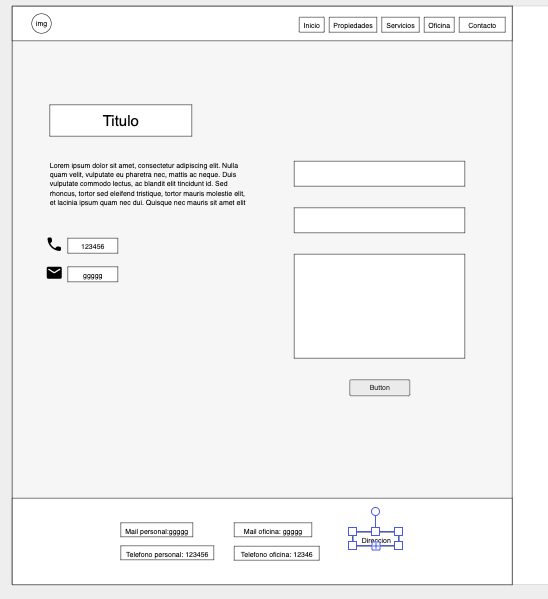 img
Inicio
Propiedades
Servicios
Oficina
Contacto
Titulo
Lorem ipsum dolor sit amet, consectetur adipiscing elit. Nulla
quam velit, vulputate eu pharetra nec, mattis ac neque. Duis
vulputate commodo lectus, ac blandit elit tincidunt id. Sed
rhoncus, tortor sed eleifend tristique, tortor mauris molestie elit,
et lacinia ipsum quam nec dui. Quisque nec mauris sit amet elit
123456
ggggg
Button
Mail personal:ggggg
Mail oficina: ggggg
Direccion
Telefono personal: 123456
Telefono oficina: 12346